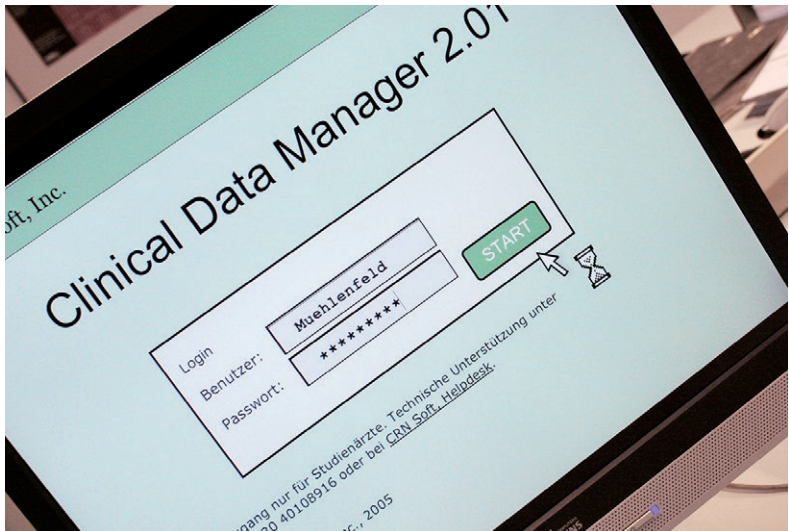 oft, Inc.
Clinical Data Manager 2.01
Login
Benutzer: Muehlenfeld
Passwort: *********
START
gang nur für Studienärzte. Technische Unterstützung unter
30 40108916 oder bei CRN Soft, Helpdesk.
nc., 2005